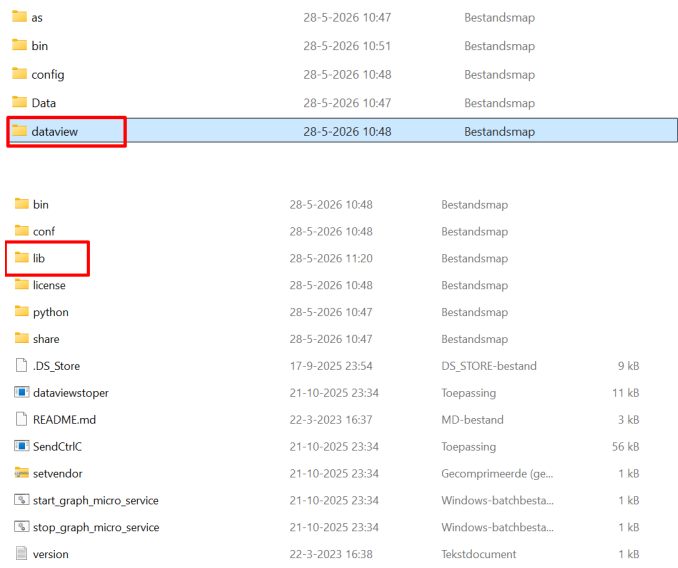 as 28-5-2026 10:47 Bestandsmap
bin 28-5-2026 10:51 Bestandsmap
config 28-5-2026 10:48 Bestandsmap
Data 28-5-2026 10:47 Bestandsmap
dataview 28-5-2026 10:48 Bestandsmap
bin 28-5-2026 10:48 Bestandsmap
conf 28-5-2026 10:48 Bestandsmap
lib 28-5-2026 11:20 Bestandsmap
license 28-5-2026 10:48 Bestandsmap
python 28-5-2026 10:47 Bestandsmap
share 28-5-2026 10:47 Bestandsmap
.DS_Store 17-9-2025 23:54 DS_STORE-bestand 9 kB
dataviewstoper 21-10-2025 23:34 Toepassing 11 kB
README.md 22-3-2023 16:37 MD-bestand 3 kB
SendCtrlC 21-10-2025 23:34 Toepassing 56 kB
setvendor 21-10-2025 23:34 Gecomprimeerde (ge... 1 kB
start_graph_micro_service 21-10-2025 23:34 Windows-batchbesta... 1 kB
stop_graph_micro_service 21-10-2025 23:34 Windows-batchbesta... 1 kB
version 22-3-2023 16:38 Tekstdocument 1 kB